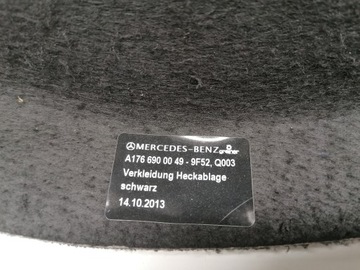 MERCEDES-BENZ
A176 690 00 49 - 9F52, Q003
Verkleidung Heckablage
schwarz
14.10.2013